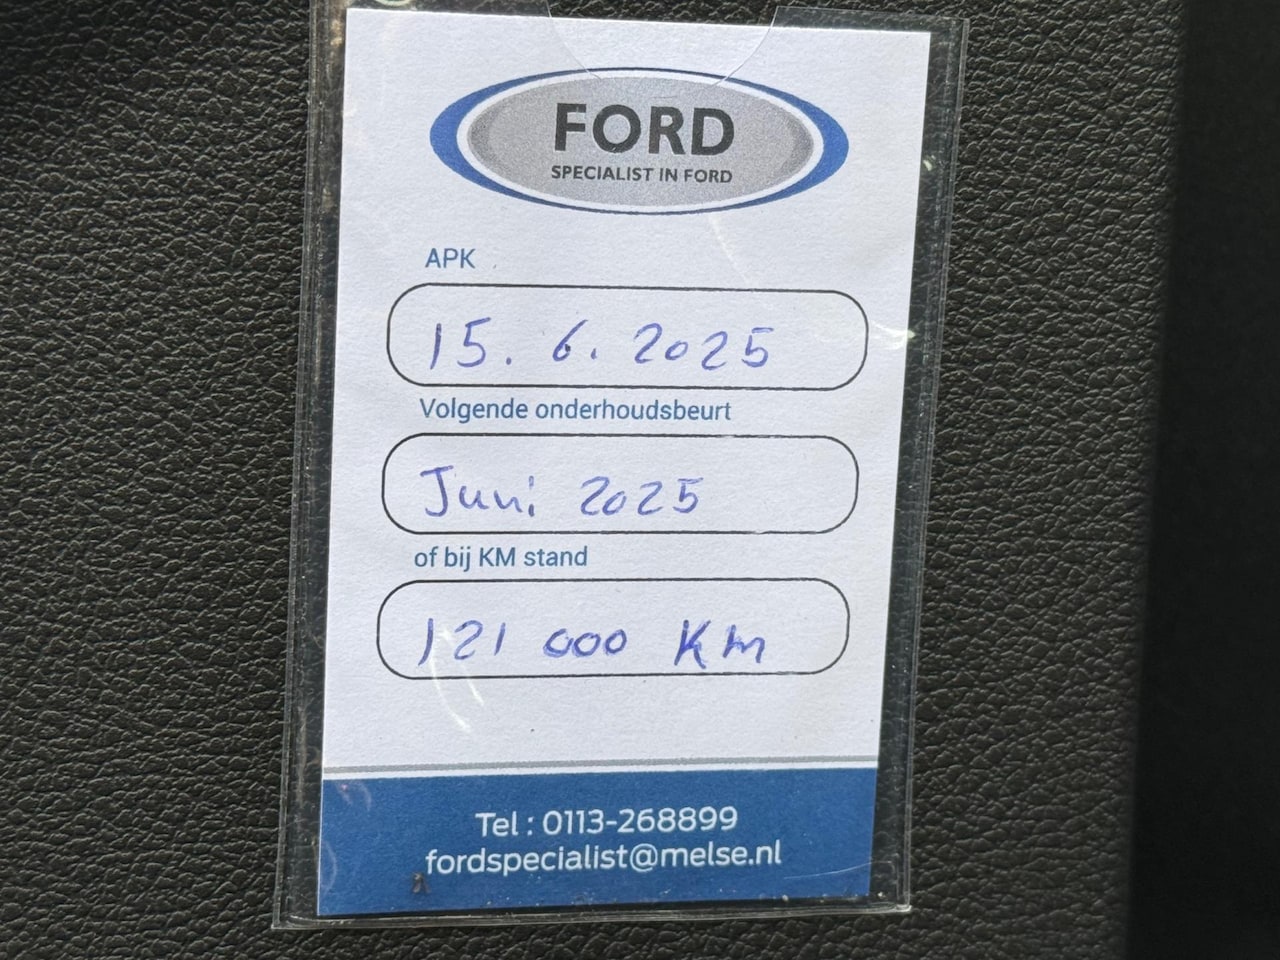 FORD
SPECIALIST IN FORD
APK
15. 6. 2025
Volgende onderhoudsbeurt
Juni 2025
of bij KM stand
121 000 Km
Tel : 0113-268899
fordspecialist@melse.nl